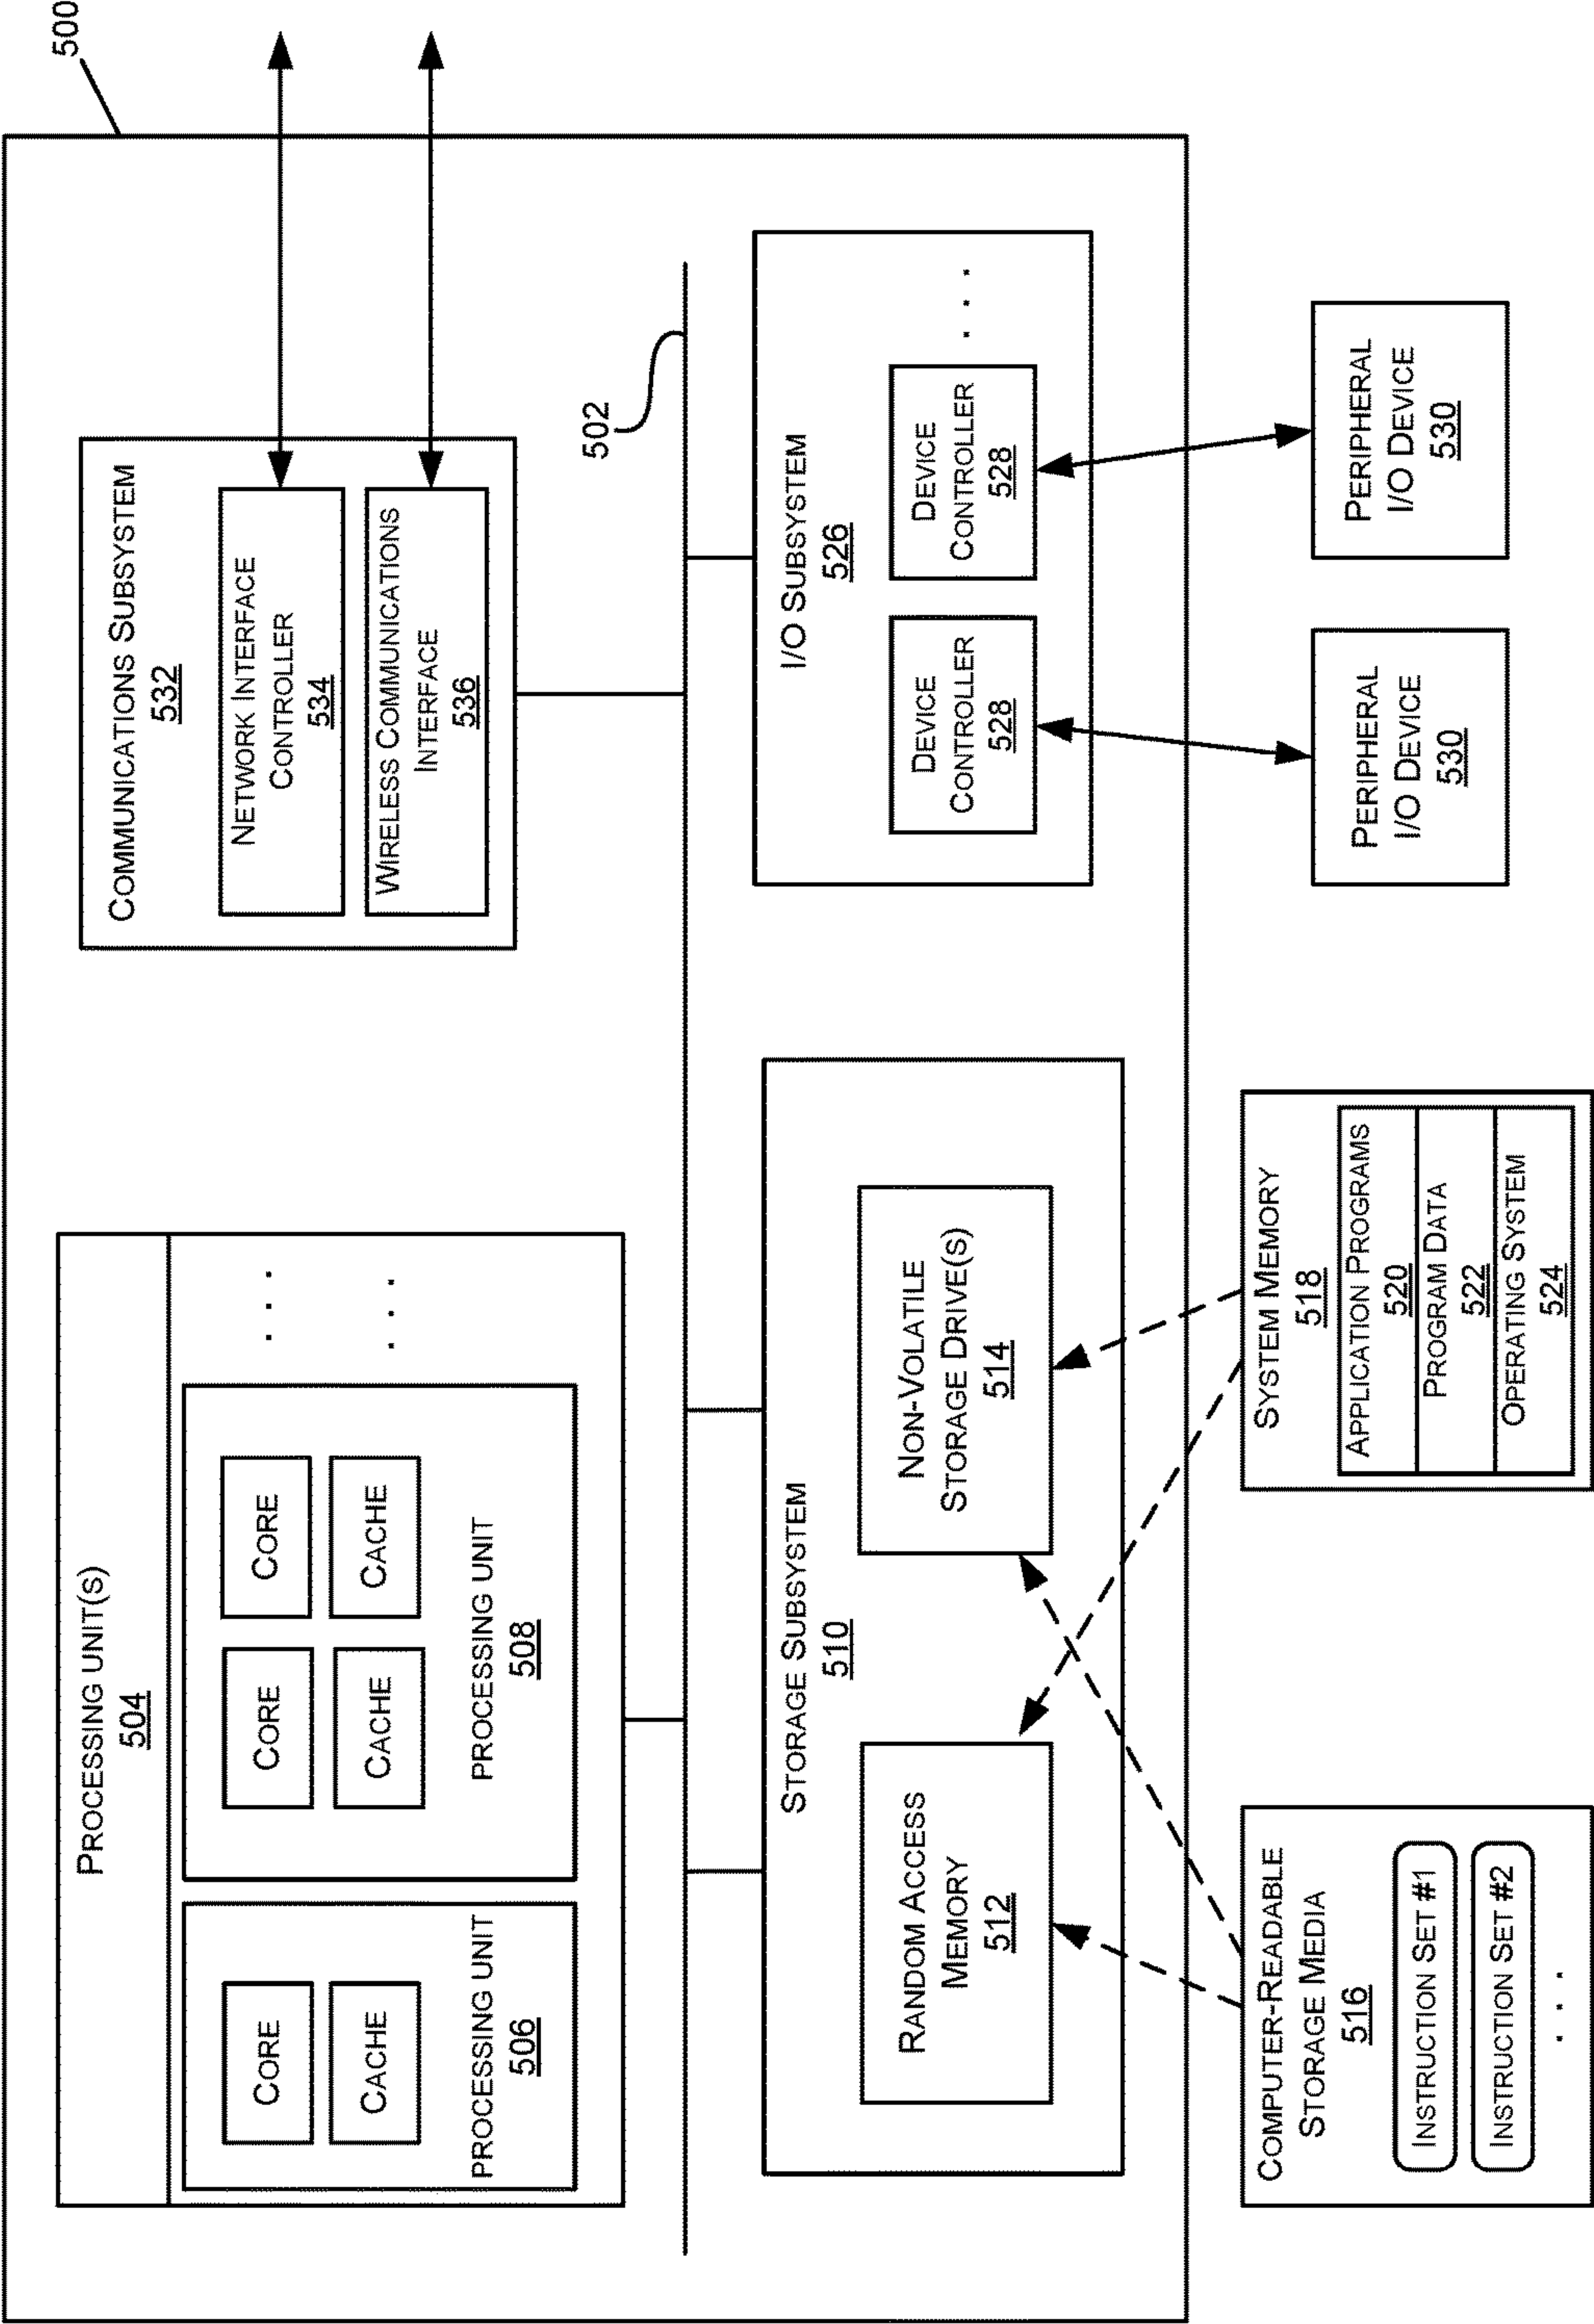 500
PROCESSING UNIT(S)
504
CORE
CACHE
PROCESSING UNIT
506
CORE
CORE
CACHE
CACHE
PROCESSING UNIT
508
. . .
. . .
COMMUNICATIONS SUBSYSTEM
532
NETWORK INTERFACE
CONTROLLER
534
WIRELESS COMMUNICATIONS
INTERFACE
536
502
STORAGE SUBSYSTEM
510
RANDOM ACCESS
MEMORY
512
NON-VOLATILE
STORAGE DRIVE(S)
514
I/O SUBSYSTEM
526
DEVICE
CONTROLLER
528
DEVICE
CONTROLLER
528
. . .
COMPUTER-READABLE
STORAGE MEDIA
516
INSTRUCTION SET #1
INSTRUCTION SET #2
. . .
SYSTEM MEMORY
518
APPLICATION PROGRAMS
520
PROGRAM DATA
522
OPERATING SYSTEM
524
PERIPHERAL
I/O DEVICE
530
PERIPHERAL
I/O DEVICE
530